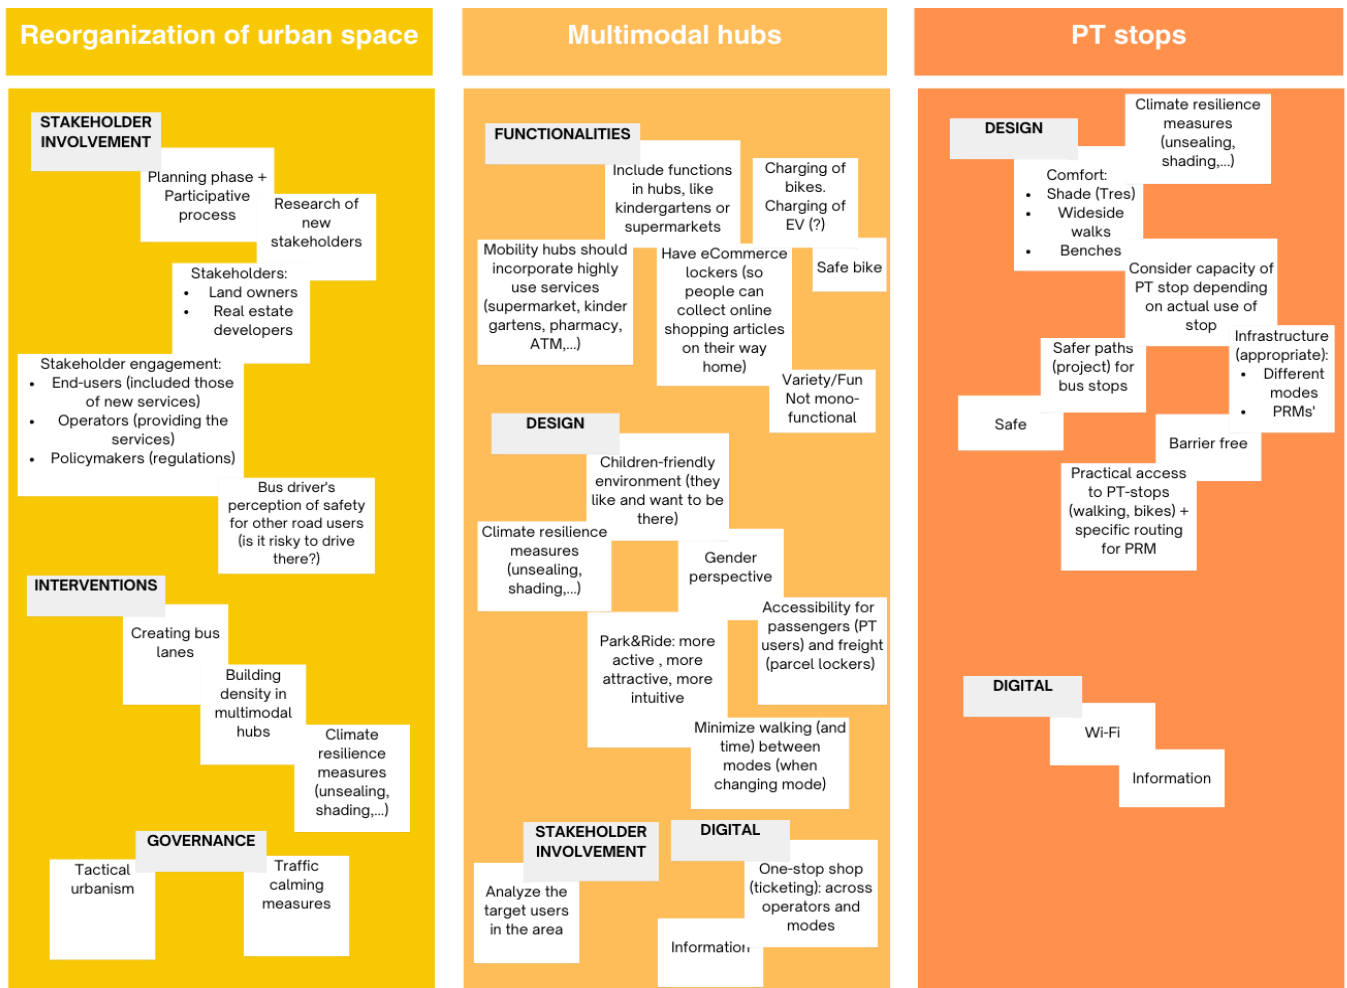 Reorganization of urban space
STAKEHOLDER
INVOLVEMENT
Planning phase +
Participative
process
Research of
new
stakeholders
Stakeholders:
• Land owners
• Real estate
developers
Stakeholder engagement:
• End-users (included those
of new services)
• Operators (providing the
services)
• Policymakers (regulations)
Bus driver's
perception of safety
for other road users
(is it risky to drive
there?)
INTERVENTIONS
Creating bus
lanes
Building
density in
multimodal
hubs
Climate
resilience
measures
(unsealing,
shading,...)
GOVERNANCE
Tactical
urbanism
Traffic
calming
measures
Multimodal hubs
FUNCTIONALITIES
Include functions
in hubs, like
kindergartens or
supermarkets
Charging of
bikes.
Charging of
EV (?)
Mobility hubs should
incorporate highly
use services
(supermarket, kinder
gartens, pharmacy,
ATM,...)
Have eCommerce
lockers (so
people can
collect online
shopping articles
on their way
home)
Safe bike
Variety/Fun
Not mono-
functional
DESIGN
Children-friendly
environment (they
like and want to be
there)
Climate resilience
measures
(unsealing,
shading,...)
Gender
perspective
Accessibility for
passengers (PT
users) and freight
(parcel lockers)
Park&Ride: more
active , more
attractive, more
intuitive
Minimize walking (and
time) between
modes (when
changing mode)
STAKEHOLDER
INVOLVEMENT
Analyze the
target users
in the area
DIGITAL
One-stop shop
(ticketing): across
operators and
modes
Information
PT stops
DESIGN
Climate resilience
measures
(unsealing,
shading,...)
Comfort:
• Shade (Tres)
• Wideside
walks
• Benches
Consider capacity of
PT stop depending
on actual use of
stop
Infrastructure
(appropriate):
• Different
modes
• PRMs'
Safer paths
(project) for
bus stops
Safe
Barrier free
Practical access
to PT-stops
(walking, bikes) +
specific routing
for PRM
DIGITAL
Wi-Fi
Information